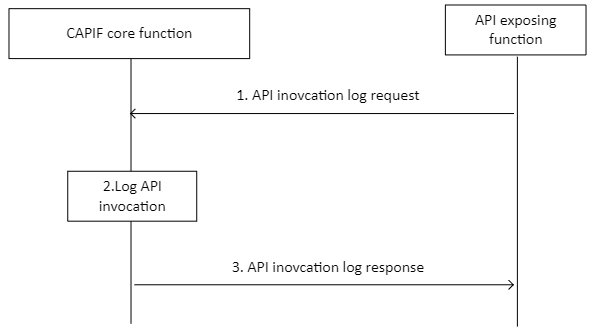 CAPIF core function
API exposing
function
1. API inovcation log request
2.Log API
invocation
3. API inovcation log response